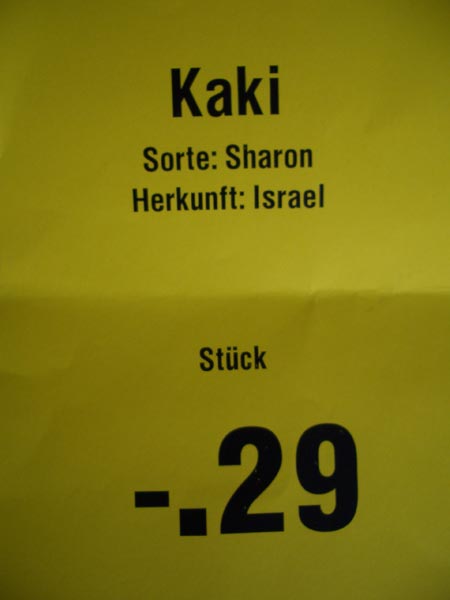 Kaki
Sorte: Sharon
Herkunft: Israel
Stück
-.29